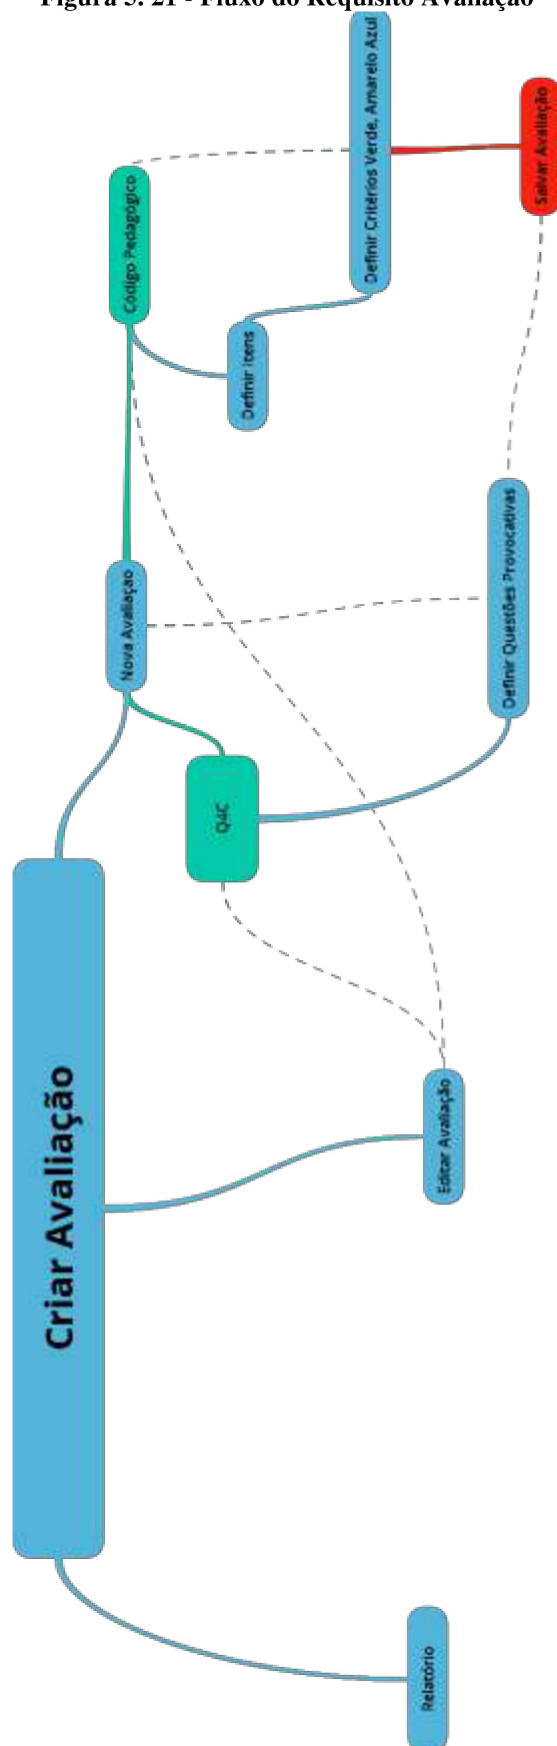 Figura 5. 21 - Fluxo do Requisito Avaliação
Criar Avaliação
Relatório
Editar Avaliação
Nova Avaliação
Q4C
Código Pedagógico
Definir Itens
Definir Critérios Verde, Amarelo Azul
Definir Questões Provocativas
Salvar Avaliação